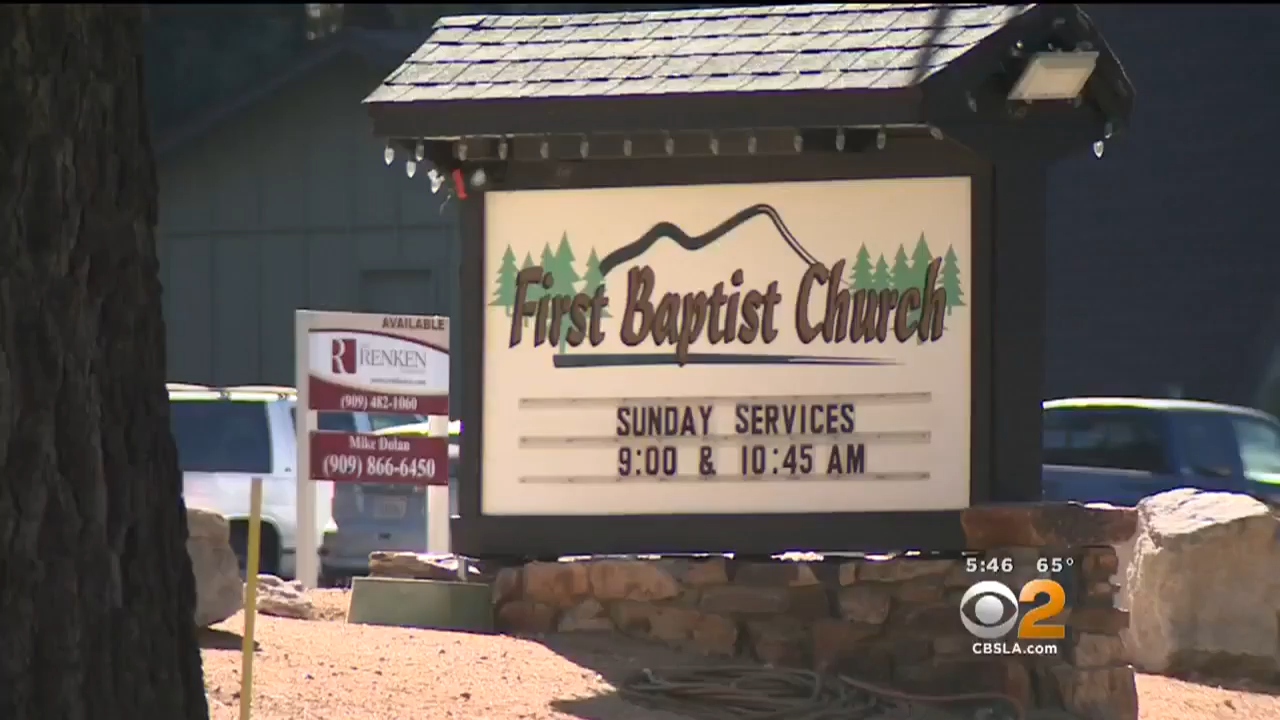 First Baptist Church
SUNDAY SERVICES
9:00 & 10:45 AM
AVAILABLE
R RENKEN
(909) 482-1060
Mike Dolan
(909) 866-6450
5:46 65°
2
CBSLA.com